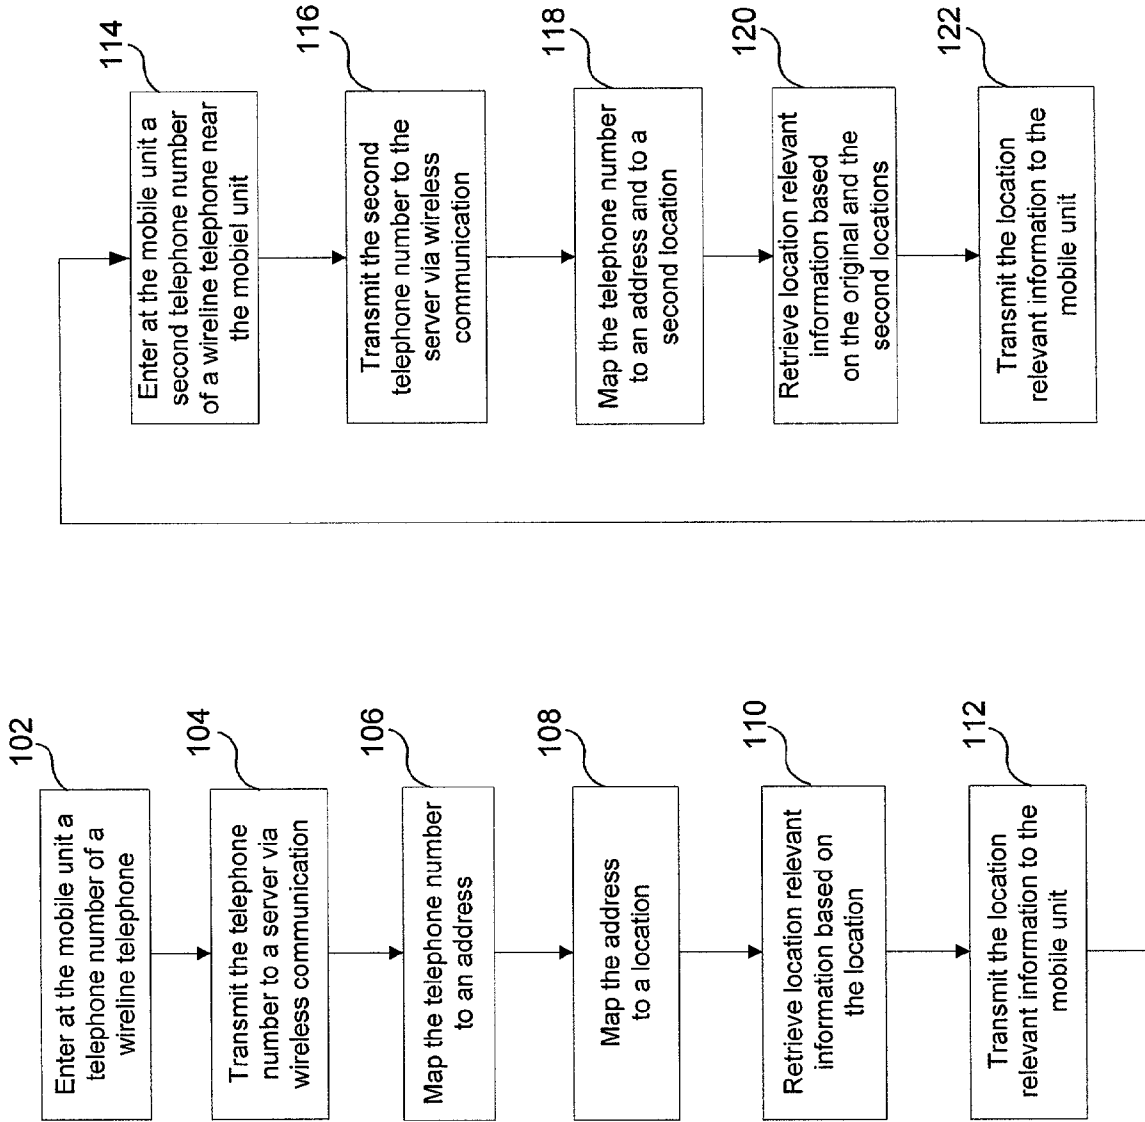 102
Enter at the mobile unit a
telephone number of a
wireline telephone
104
Transmit the telephone
number to a server via
wireless communication
106
Map the telephone number
to an address
108
Map the address
to a location
110
Retrieve location relevant
information based on
the location
112
Transmit the location
relevant information to the
mobile unit
114
Enter at the mobile unit a
second telephone number
of a wireline telephone near
the mobiel unit
116
Transmit the second
telephone number to the
server via wireless
communication
118
Map the telephone number
to an address and to a
second location
120
Retrieve location relevant
information based
on the original and the
second locations
122
Transmit the location
relevant information to the
mobile unit